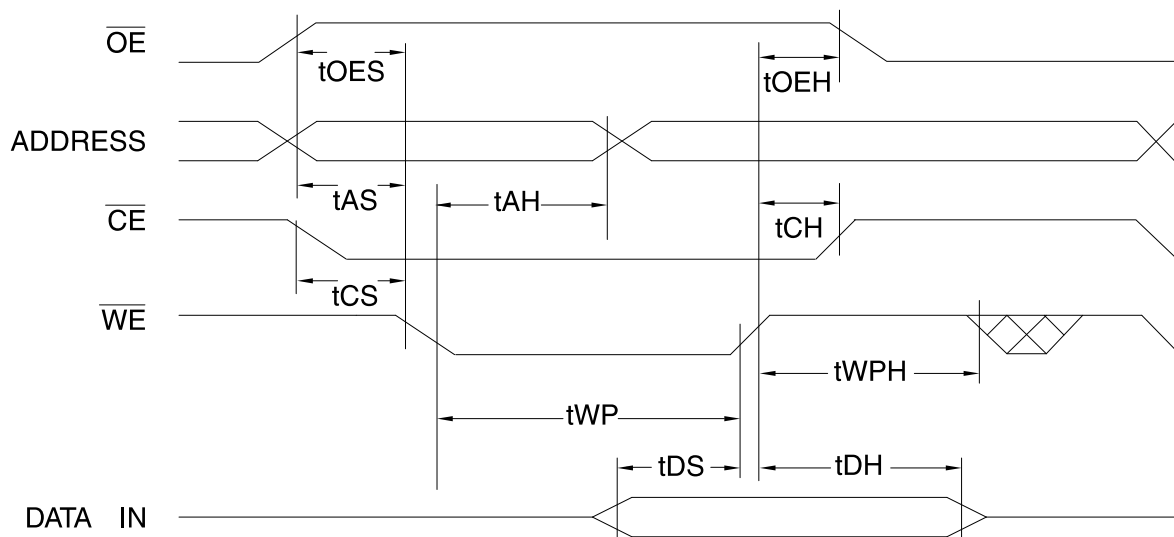 OE
tOES
tOEH
ADDRESS
tAS
tAH
CE
tCH
tCS
WE
tWPH
tWP
tDS
tDH
DATA IN